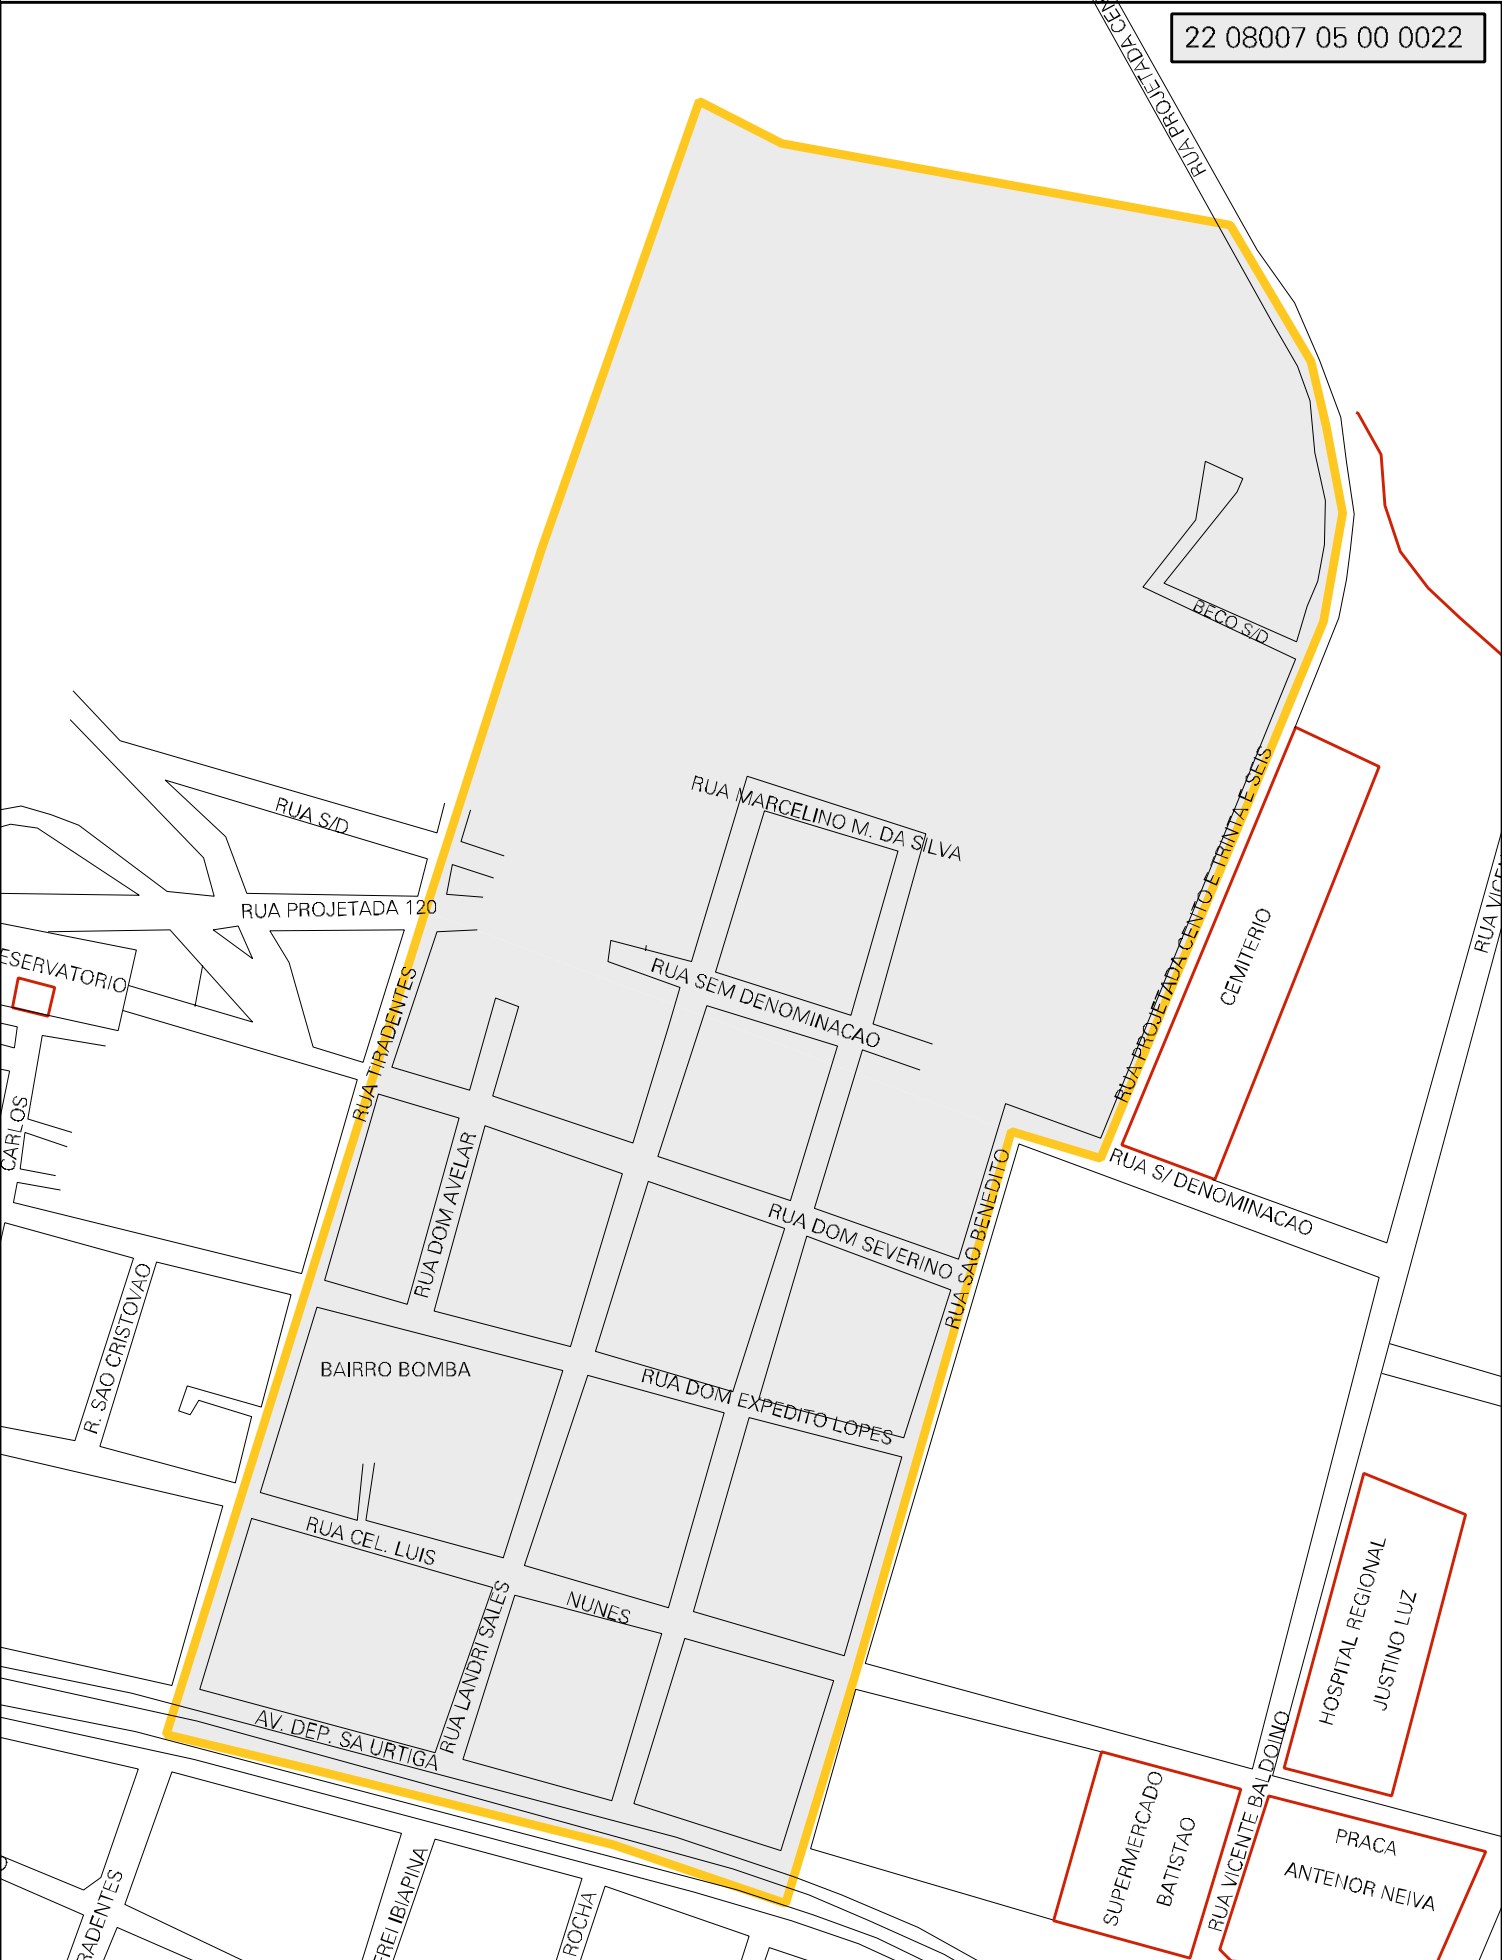 22 08007 05 00 0022
RUA PROJETADA CEN
BECO S/D
RUA MARCELINO M. DA SILVA
RUA S/D
RUA PROJETADA 120
RUA PROJETADA CENTO E TRINTA E SEIS
CEMITERIO
RUA VICEN
ESERVATORIO
RUA SEM DENOMINACAO
RUA TIRADENTES
CARLOS
RUA DOM AVELAR
RUA SAO BENEDITO
RUA S/ DENOMINACAO
RUA DOM SEVERINO
R. SAO CRISTOVAO
BAIRRO BOMBA
RUA DOM EXPEDITO LOPES
RUA CEL. LUIS
NUNES
RUA LANDRI SALES
HOSPITAL REGIONAL
JUSTINO LUZ
AV. DEP. SA URTIGA
SUPERMERCADO
BATISTAO
RUA VICENTE BALDOINO
PRACA
ANTENOR NEIVA
RADENTES
FREI IBIAPINA
ROCHA